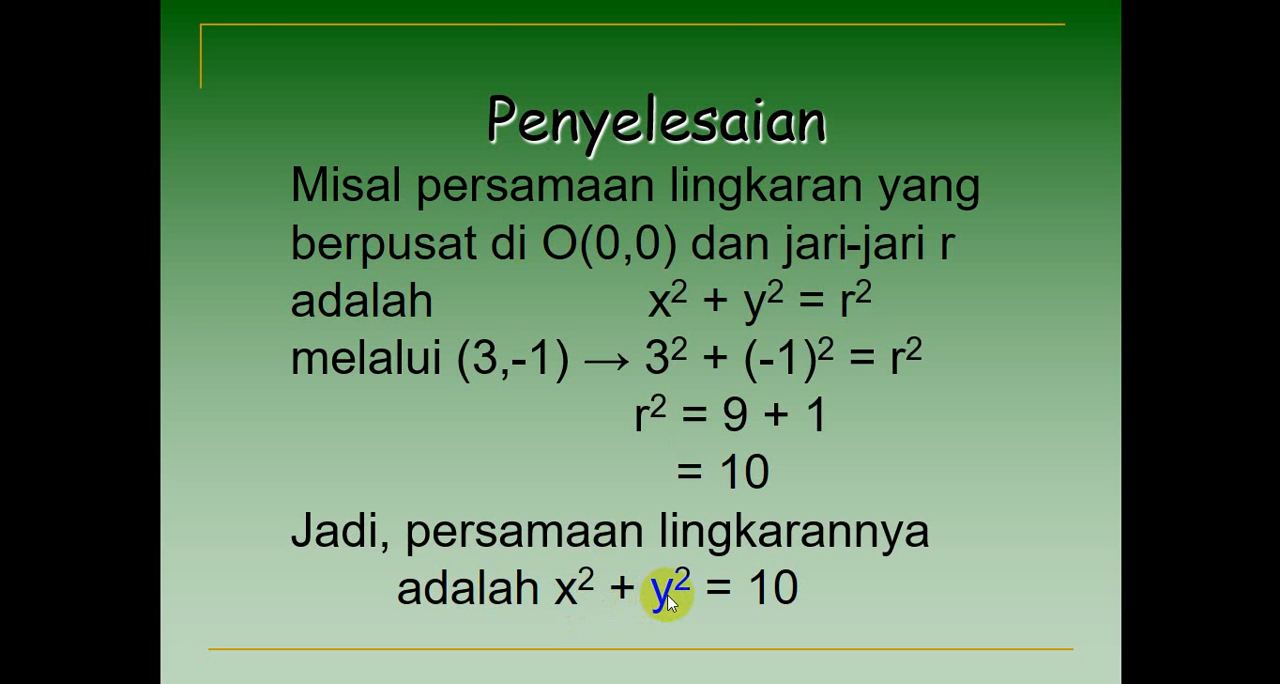 Penyelesaian
Misal persamaan lingkaran yang
berpusat di O(0,0) dan jari-jari r
adalah x² + y² = r²
melalui (3,-1) → 3² + (-1)² = r²
r² = 9 + 1
= 10
Jadi, persamaan lingkarannya
adalah x² + y² = 10